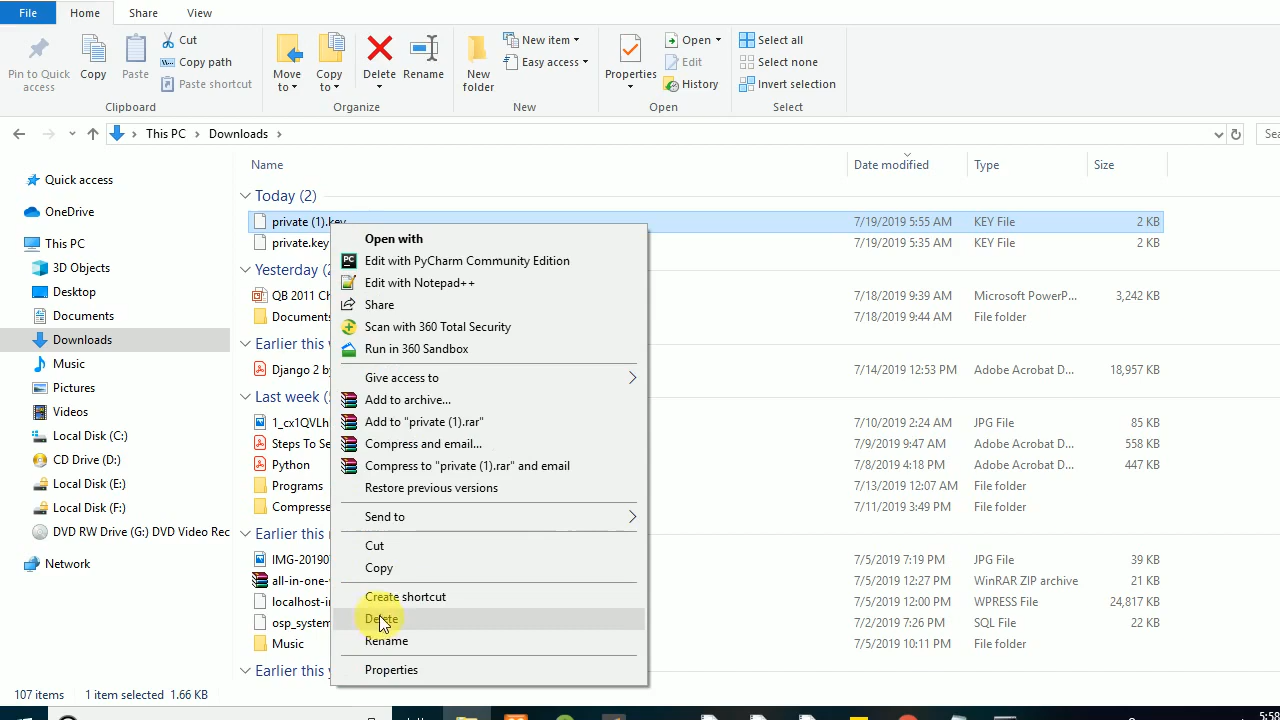 File Home Share View
Pin to Quick access
Copy
Paste
Cut
Copy path
Paste shortcut
Move to
Copy to
Delete
Rename
New folder
New item
Easy access
Properties
Open
Edit
History
Select all
Select none
Invert selection
Clipboard Organize New Open Select
This PC Downloads
Name Date modified Type Size
Quick access
OneDrive
This PC
3D Objects
Desktop
Documents
Downloads
Music
Pictures
Videos
Local Disk (C:)
CD Drive (D:)
Local Disk (E:)
Local Disk (F:)
DVD RW Drive (G:) DVD Video Rec
Network
Today (2)
private (1).key 7/19/2019 5:55 AM KEY File 2 KB
private.key 7/19/2019 5:35 AM KEY File 2 KB
Yesterday (2
QB 2011 Ch 7/18/2019 9:39 AM Microsoft PowerP... 3,242 KB
Documents 7/18/2019 9:44 AM File folder
Earlier this
Django 2 by 7/14/2019 12:53 PM Adobe Acrobat D... 18,957 KB
Last week (
1_cx1QVLh 7/10/2019 2:24 AM JPG File 85 KB
Steps To Se 7/9/2019 9:47 AM Adobe Acrobat D... 558 KB
Python 7/8/2019 4:18 PM Adobe Acrobat D... 447 KB
Programs 7/13/2019 12:07 AM File folder
Compresse 7/11/2019 3:49 PM File folder
Earlier this
IMG-20190 7/5/2019 7:19 PM JPG File 39 KB
all-in-one- 7/5/2019 12:27 PM WinRAR ZIP archive 21 KB
localhost-i 7/5/2019 12:00 PM WPRESS File 24,817 KB
osp_system 7/2/2019 7:26 PM SQL File 22 KB
Music 7/5/2019 10:11 PM File folder
Earlier this
Open with
Edit with PyCharm Community Edition
Edit with Notepad++
Share
Scan with 360 Total Security
Run in 360 Sandbox
Give access to
Add to archive...
Add to "private (1).rar"
Compress and email...
Compress to "private (1).rar" and email
Restore previous versions
Send to
Cut
Copy
Create shortcut
Delete
Rename
Properties
107 items 1 item selected 1.66 KB